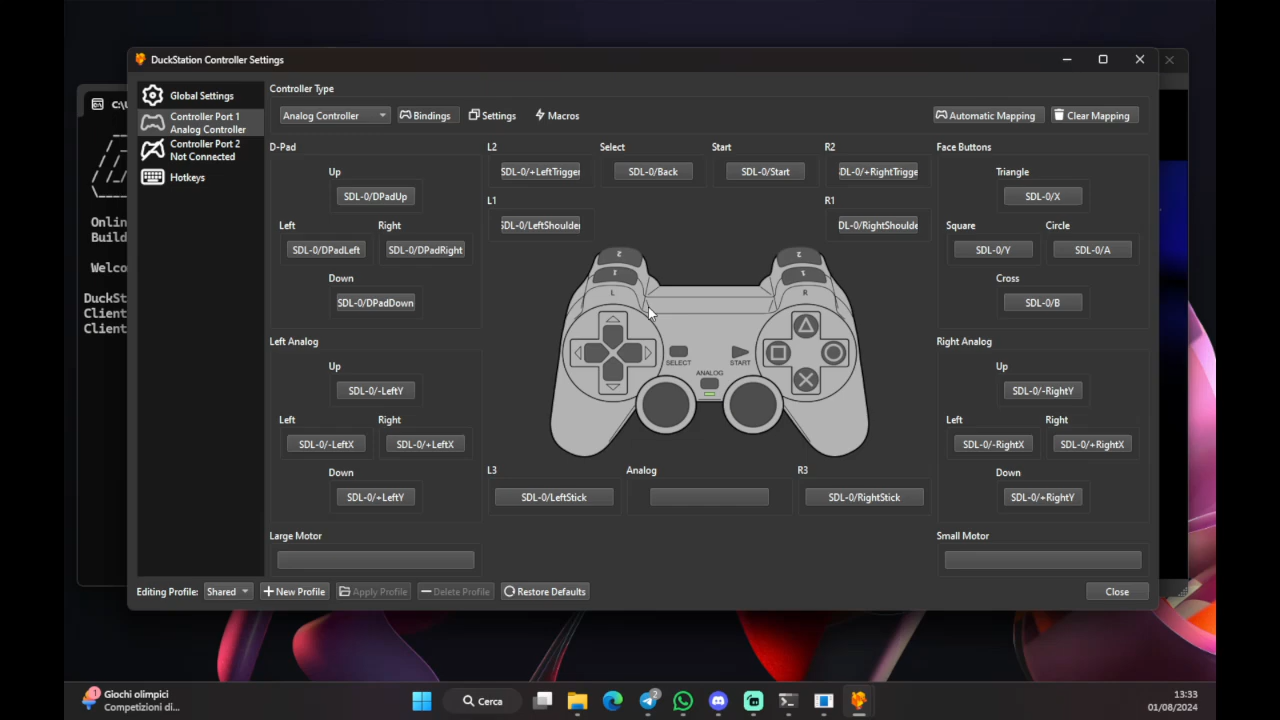 DuckStation Controller Settings
C:\
Global Settings
Controller Port 1
Analog Controller
Controller Port 2
Not Connected
Hotkeys
Onlin
Build
Welco
DuckSt
Client
Client
Controller Type
Analog Controller
Bindings
Settings
Macros
Automatic Mapping
Clear Mapping
D-Pad
L2
Select
Start
R2
Face Buttons
Up
SDL-0/DPadUp
Left
Right
SDL-0/DPadLeft
SDL-0/DPadRight
Down
SDL-0/DPadDown
SDL-0/+LeftTrigger
SDL-0/Back
SDL-0/Start
DL-0/+RightTrigge
L1
R1
SDL-0/LeftShoulder
DL-0/RightShoulde
Triangle
SDL-0/X
Square
Circle
SDL-0/Y
SDL-0/A
Cross
SDL-0/B
2
2
1
1
L
R
SELECT
START
ANALOG
Left Analog
Up
SDL-0/-LeftY
Left
Right
SDL-0/-LeftX
SDL-0/+LeftX
Down
SDL-0/+LeftY
Right Analog
Up
SDL-0/-RightY
Left
Right
SDL-0/-RightX
SDL-0/+RightX
Down
SDL-0/+RightY
L3
Analog
R3
SDL-0/LeftStick
SDL-0/RightStick
Large Motor
Small Motor
Editing Profile:
Shared
New Profile
Apply Profile
Delete Profile
Restore Defaults
Close
1
Giochi olimpici
Competizioni di...
Cerca
2
13:33
01/08/2024